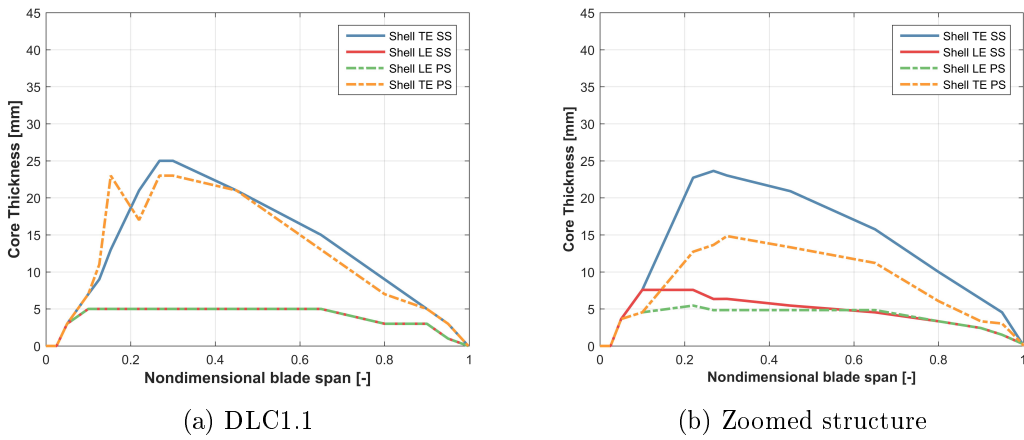 45
40
35
30
25
20
15
10
5
0
Core Thickness [mm]
Shell TE SS
Shell LE SS
Shell LE PS
Shell TE PS
0 0.2 0.4 0.6 0.8 1
Nondimensional blade span [-]
(a) DLC1.1
45
40
35
30
25
20
15
10
5
0
Core Thickness [mm]
Shell TE SS
Shell LE SS
Shell LE PS
Shell TE PS
0 0.2 0.4 0.6 0.8 1
Nondimensional blade span [-]
(b) Zoomed structure